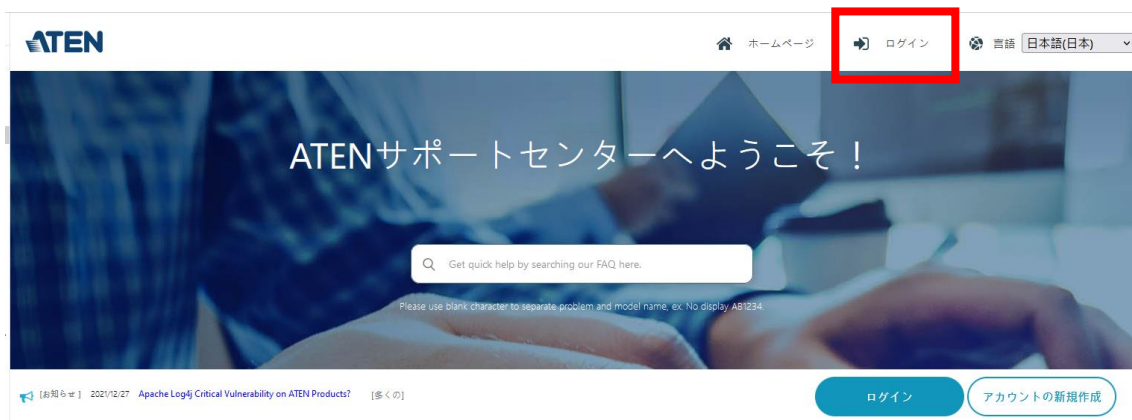 ATEN
ホームページ ログイン 言語 日本語(日本)
ATENサポートセンターへようこそ！
Get quick help by searching our FAQ here.
Please use blank character to separate problem and model name, ex. No display AB1234.
[お知らせ] 2021/12/27 Apache Log4j Critical Vulnerability on ATEN Products? [多くの]
ログイン アカウントの新規作成